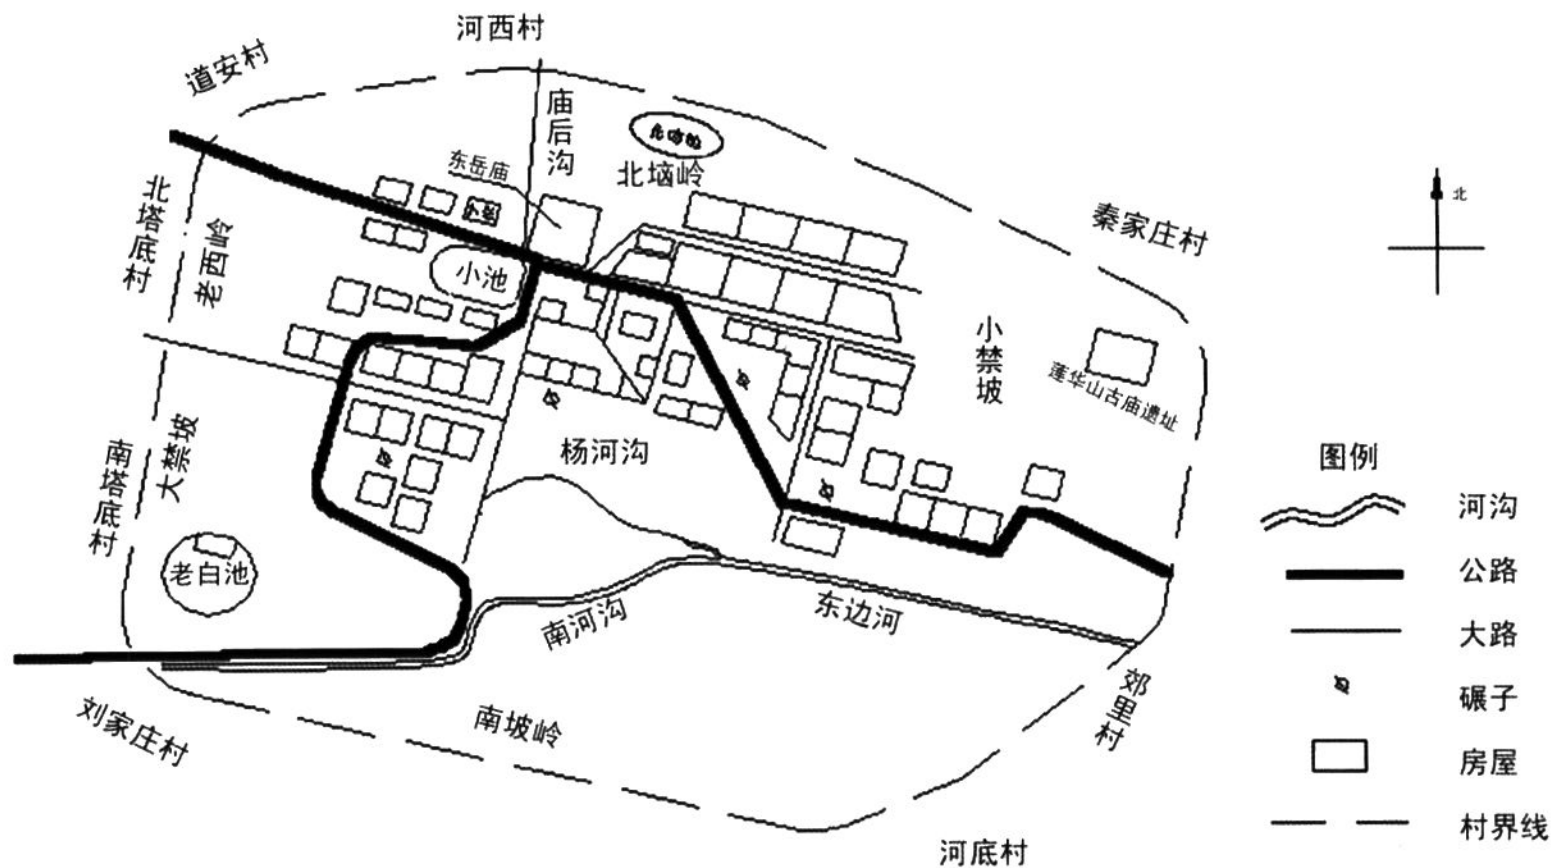 河西村
道安村
庙后沟
东岳庙
北堖岭
秦家庄村
北
北塔底村
老西岭
小池
小禁坡
莲华山古庙遗址
大禁坡
南塔底村
杨河沟
老白池
南河沟
东边河
郊里村
刘家庄村
南坡岭
河底村
图例
河沟
公路
大路
碾子
房屋
村界线